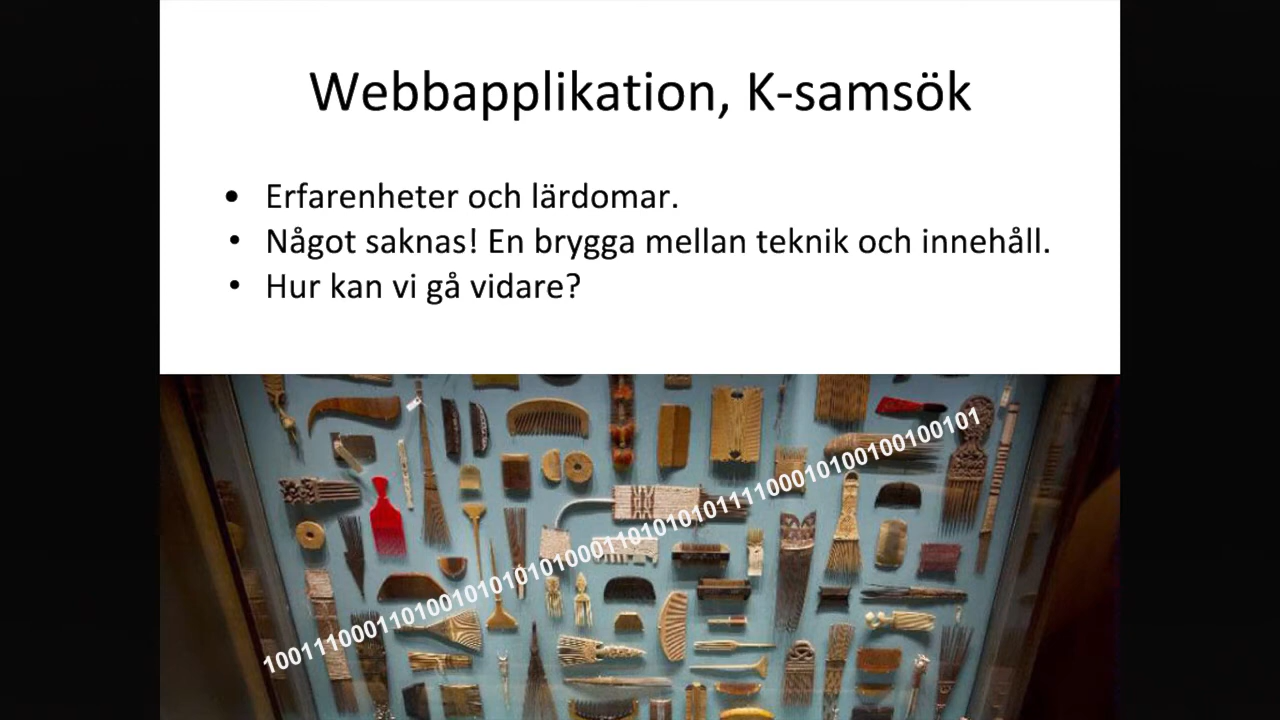 Webbapplikation, K-samsök
• Erfarenheter och lärdomar.
• Något saknas! En brygga mellan teknik och innehåll.
• Hur kan vi gå vidare?